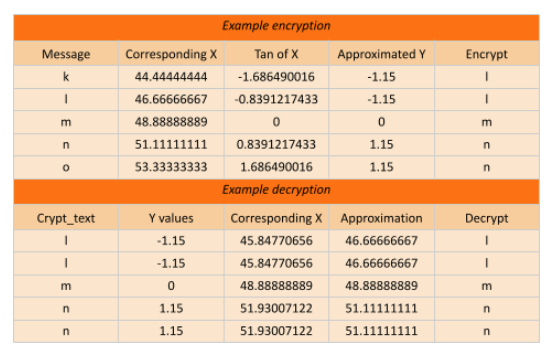 Example encryption
Message Corresponding X Tan of X Approximated Y Encrypt
k 44.44444444 -1.686490016 -1.15 l
l 46.66666667 -0.8391217433 -1.15 l
m 48.88888889 0 0 m
n 51.11111111 0.8391217433 1.15 n
o 53.33333333 1.686490016 1.15 n
Example decryption
Crypt_text Y values Corresponding X Approximation Decrypt
l -1.15 45.84770656 46.66666667 l
l -1.15 45.84770656 46.66666667 l
m 0 48.88888889 48.88888889 m
n 1.15 51.93007122 51.11111111 n
n 1.15 51.93007122 51.11111111 n